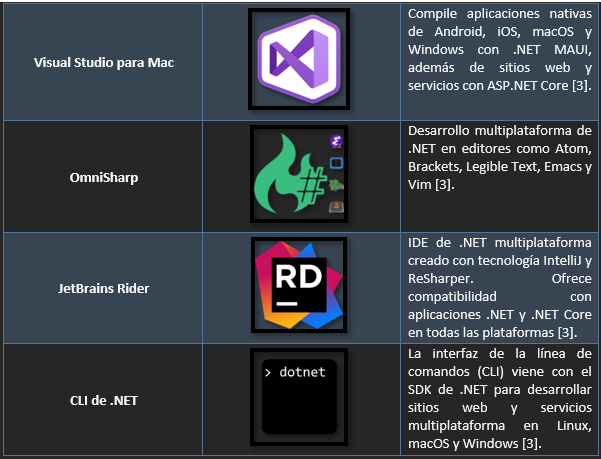 Visual Studio para Mac
Compile aplicaciones nativas
de Android, iOS, macOS y
Windows con .NET MAUI,
además de sitios web y
servicios con ASP.NET Core [3].
OmniSharp
#
Desarrollo multiplataforma de
.NET en editores como Atom,
Brackets, Legible Text, Emacs y
Vim [3].
JetBrains Rider
RD
IDE de .NET multiplataforma
creado con tecnología IntelliJ y
ReSharper. Ofrece
compatibilidad con
aplicaciones .NET y .NET Core
en todas las plataformas [3].
CLI de .NET
> dotnet
La interfaz de la línea de
comandos (CLI) viene con el
SDK de .NET para desarrollar
sitios web y servicios
multiplataforma en Linux,
macOS y Windows [3].